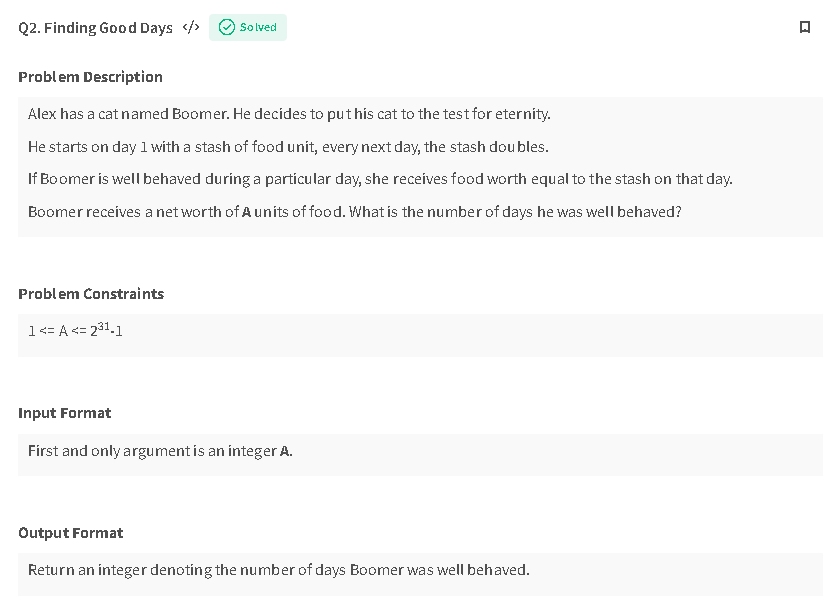 Q2. Finding Good Days </> Solved
Problem Description
Alex has a cat named Boomer. He decides to put his cat to the test for eternity.
He starts on day 1 with a stash of food unit, every next day, the stash doubles.
If Boomer is well behaved during a particular day, she receives food worth equal to the stash on that day.
Boomer receives a net worth of A units of food. What is the number of days he was well behaved?
Problem Constraints
1 <= A <= 2³¹-1
Input Format
First and only argument is an integer A.
Output Format
Return an integer denoting the number of days Boomer was well behaved.